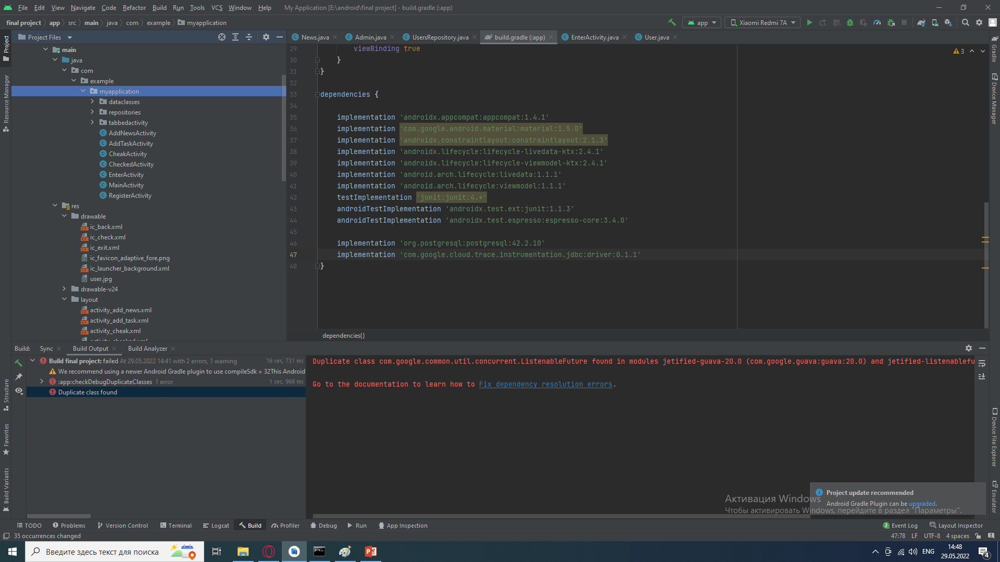 File Edit View Navigate Code Refactor Build Run Tools VCS Window Help My Application [E:\android\final project] - build.gradle (:app)
final project app src main java com example myapplication
app Xiaomi Redmi 7A
Project Files
News.java Admin.java UsersRepository.java build.gradle (:app) EnterActivity.java User.java
Project
Resource Manager
Structure
Favorites
Build Variants
main
java
com
example
myapplication
dataclasses
repositories
tabbedactivity
AddNewsActivity
AddTaskActivity
CheakActivity
CheckedActivity
EnterActivity
MainActivity
RegisterActivity
res
drawable
ic_back.xml
ic_check.xml
ic_exit.xml
ic_favicon_adaptive_fore.png
ic_launcher_background.xml
user.jpg
drawable-v24
layout
activity_add_news.xml
activity_add_task.xml
activity_cheak.xml
29 viewBinding true
30 }
31 }
32
33 dependencies {
34
35 implementation 'androidx.appcompat:appcompat:1.4.1'
36 implementation 'com.google.android.material:material:1.5.0'
37 implementation 'androidx.constraintlayout:constraintlayout:2.1.3'
38 implementation 'androidx.lifecycle:lifecycle-livedata-ktx:2.4.1'
39 implementation 'androidx.lifecycle:lifecycle-viewmodel-ktx:2.4.1'
40 implementation 'android.arch.lifecycle:livedata:1.1.1'
41 implementation 'android.arch.lifecycle:viewmodel:1.1.1'
42 testImplementation 'junit:junit:4.+'
43 androidTestImplementation 'androidx.test.ext:junit:1.1.3'
44 androidTestImplementation 'androidx.test.espresso:espresso-core:3.4.0'
45
46 implementation 'org.postgresql:postgresql:42.2.10'
47 implementation 'com.google.cloud.trace.instrumentation.jdbc:driver:0.1.1'
48 }
3
dependencies{}
Gradle
Device Manager
Device File Explorer
Emulator
Build: Sync Build Output Build Analyzer
Build final project: failed At 29.05.2022 14:41 with 2 errors, 1 warning 16 sec, 731 ms
We recommend using a newer Android Gradle plugin to use compileSdk = 32This Android
:app:checkDebugDuplicateClasses 1 error 1 sec, 968 ms
Duplicate class found
Duplicate class com.google.common.util.concurrent.ListenableFuture found in modules jetified-guava-20.0 (com.google.guava:guava:20.0) and jetified-listenablefu
Go to the documentation to learn how to Fix dependency resolution errors.
Активация Windows
Чтобы активировать Windows, перейдите в раздел "Параметры".
Project update recommended
Android Gradle Plugin can be upgraded.
TODO Problems Version Control Terminal Logcat Build Profiler Debug Run App Inspection
2 Event Log Layout Inspector
35 occurrences changed
47:78 LF UTF-8 4 spaces
Введите здесь текст для поиска
ENG
14:48
29.05.2022
4